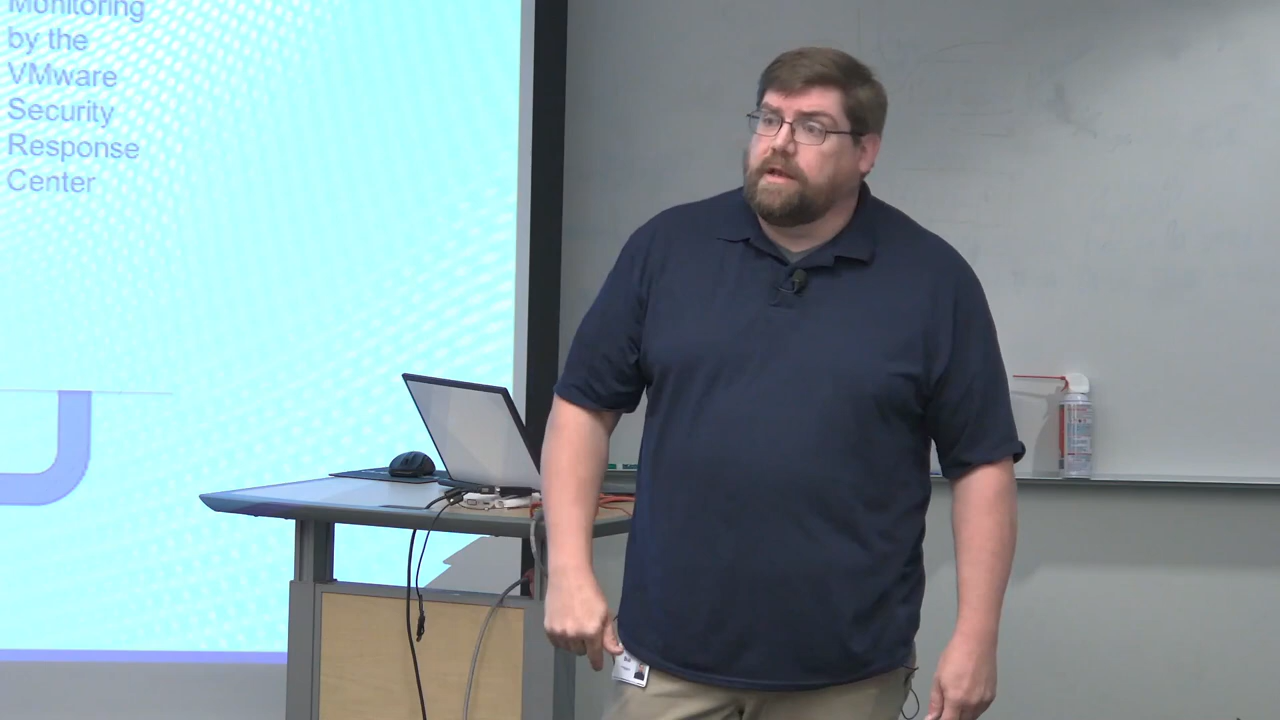 Monitoring
by the
VMware
Security
Response
Center